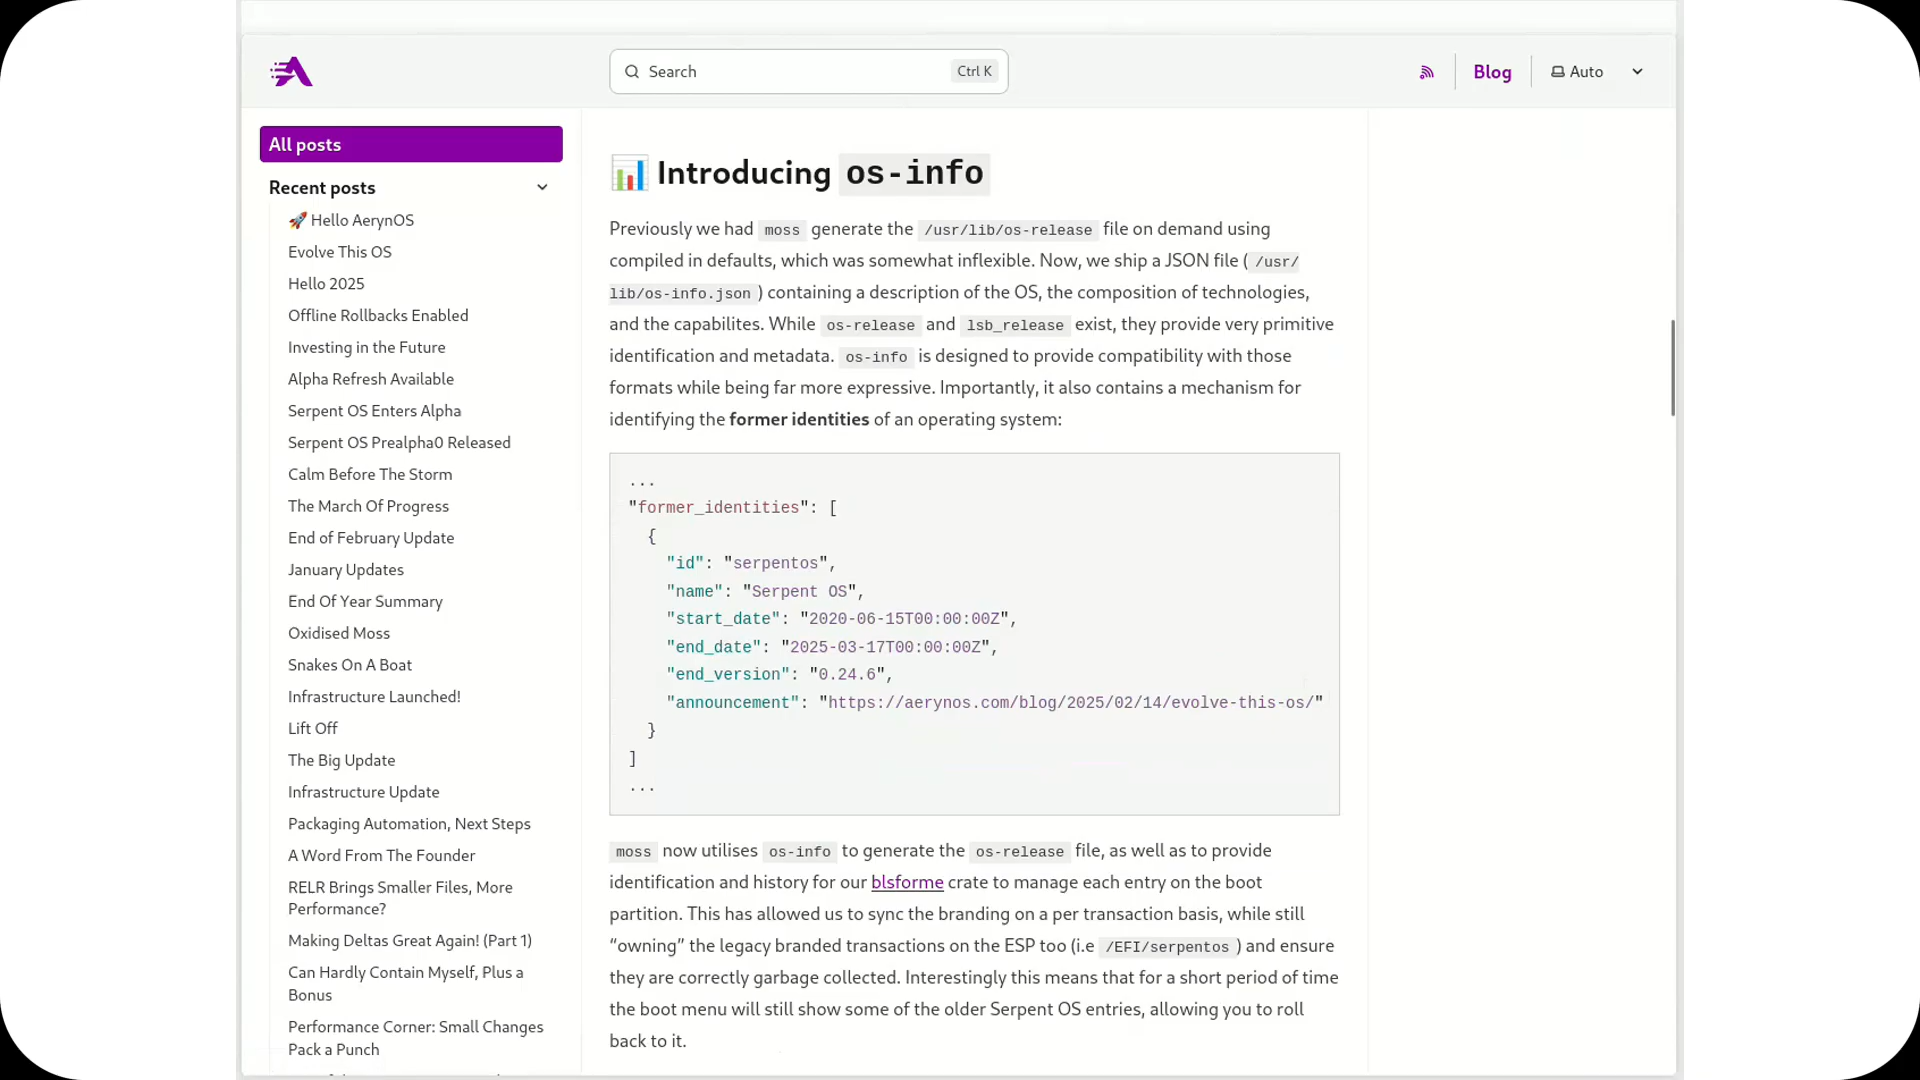 Search
Ctrl K
Blog
Auto
All posts
Recent posts
🚀 Hello AerynOS
Evolve This OS
Hello 2025
Offline Rollbacks Enabled
Investing in the Future
Alpha Refresh Available
Serpent OS Enters Alpha
Serpent OS Prealpha0 Released
Calm Before The Storm
The March Of Progress
End of February Update
January Updates
End Of Year Summary
Oxidised Moss
Snakes On A Boat
Infrastructure Launched!
Lift Off
The Big Update
Infrastructure Update
Packaging Automation, Next Steps
A Word From The Founder
RELR Brings Smaller Files, More
Performance?
Making Deltas Great Again! (Part 1)
Can Hardly Contain Myself, Plus a
Bonus
Performance Corner: Small Changes
Pack a Punch
📊 Introducing os-info
Previously we had moss generate the /usr/lib/os-release file on demand using
compiled in defaults, which was somewhat inflexible. Now, we ship a JSON file ( /usr/
lib/os-info.json ) containing a description of the OS, the composition of technologies,
and the capabilites. While os-release and lsb_release exist, they provide very primitive
identification and metadata. os-info is designed to provide compatibility with those
formats while being far more expressive. Importantly, it also contains a mechanism for
identifying the former identities of an operating system:
...
"former_identities": [
{
"id": "serpentos",
"name": "Serpent OS",
"start_date": "2020-06-15T00:00:00Z",
"end_date": "2025-03-17T00:00:00Z",
"end_version": "0.24.6",
"announcement": "https://aerynos.com/blog/2025/02/14/evolve-this-os/"
}
]
...
moss now utilises os-info to generate the os-release file, as well as to provide
identification and history for our blsforme crate to manage each entry on the boot
partition. This has allowed us to sync the branding on a per transaction basis, while still
“owning” the legacy branded transactions on the ESP too (i.e /EFI/serpentos ) and ensure
they are correctly garbage collected. Interestingly this means that for a short period of time
the boot menu will still show some of the older Serpent OS entries, allowing you to roll
back to it.